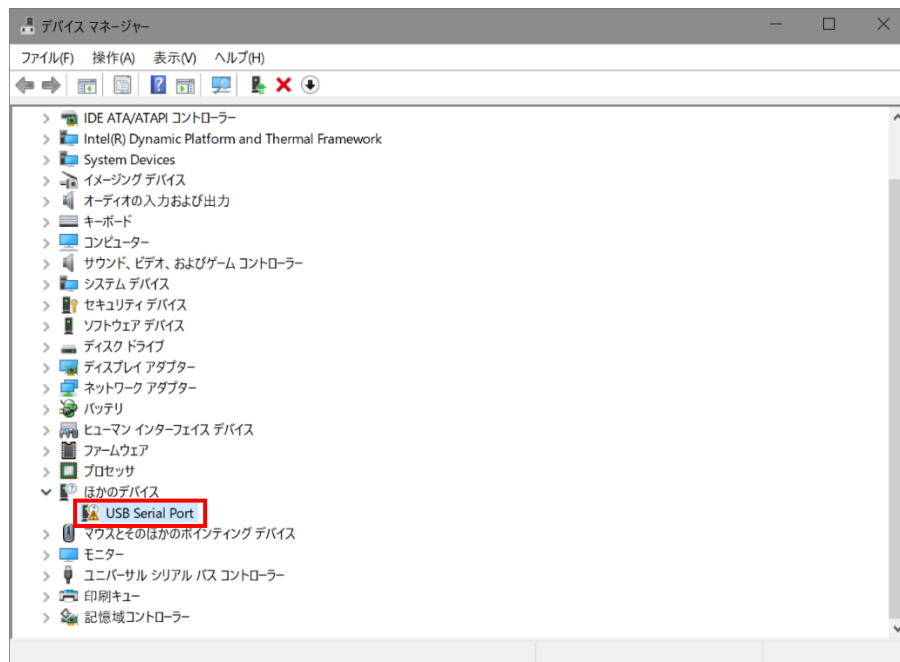 デバイス マネージャー
ファイル(F) 操作(A) 表示(V) ヘルプ(H)
IDE ATA/ATAPI コントローラー
Intel(R) Dynamic Platform and Thermal Framework
System Devices
イメージング デバイス
オーディオの入力および出力
キーボード
コンピューター
サウンド、ビデオ、およびゲーム コントローラー
システム デバイス
セキュリティ デバイス
ソフトウェア デバイス
ディスク ドライブ
ディスプレイ アダプター
ネットワーク アダプター
バッテリ
ヒューマン インターフェイス デバイス
ファームウェア
プロセッサ
ほかのデバイス
USB Serial Port
マウスとそのほかのポインティング デバイス
モニター
ユニバーサル シリアル バス コントローラー
印刷キュー
記憶域コントローラー